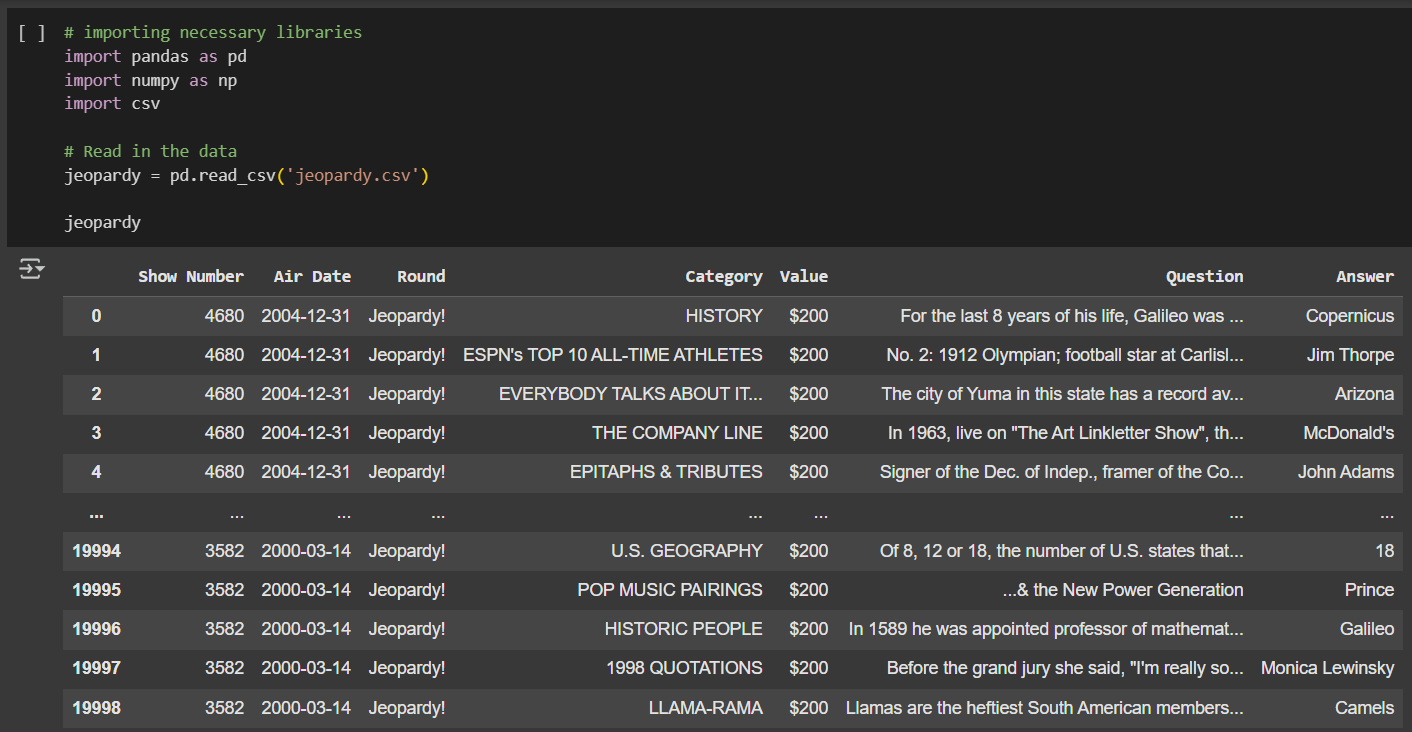 [ ] # importing necessary libraries
import pandas as pd
import numpy as np
import csv
# Read in the data
jeopardy = pd.read_csv('jeopardy.csv')
jeopardy
Show Number Air Date Round Category Value Question Answer
0 4680 2004-12-31 Jeopardy! HISTORY $200 For the last 8 years of his life, Galileo was ... Copernicus
1 4680 2004-12-31 Jeopardy! ESPN's TOP 10 ALL-TIME ATHLETES $200 No. 2: 1912 Olympian; football star at Carlisl... Jim Thorpe
2 4680 2004-12-31 Jeopardy! EVERYBODY TALKS ABOUT IT... $200 The city of Yuma in this state has a record av... Arizona
3 4680 2004-12-31 Jeopardy! THE COMPANY LINE $200 In 1963, live on "The Art Linkletter Show", th... McDonald's
4 4680 2004-12-31 Jeopardy! EPITAPHS & TRIBUTES $200 Signer of the Dec. of Indep., framer of the Co... John Adams
... ... ... ... ... ... ... ...
19994 3582 2000-03-14 Jeopardy! U.S. GEOGRAPHY $200 Of 8, 12 or 18, the number of U.S. states that... 18
19995 3582 2000-03-14 Jeopardy! POP MUSIC PAIRINGS $200 ...& the New Power Generation Prince
19996 3582 2000-03-14 Jeopardy! HISTORIC PEOPLE $200 In 1589 he was appointed professor of mathemat... Galileo
19997 3582 2000-03-14 Jeopardy! 1998 QUOTATIONS $200 Before the grand jury she said, "I'm really so... Monica Lewinsky
19998 3582 2000-03-14 Jeopardy! LLAMA-RAMA $200 Llamas are the heftiest South American members... Camels